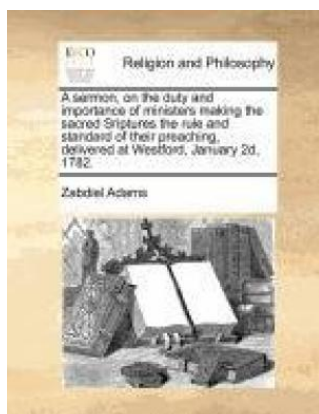 ECCO
Religion and Philosophy
A sermon, on the duty and
importance of ministers making the
sacred Sriptures the rule and
standard of their preaching,
delivered at Westford, January 2d,
1782.
Zabdiel Adams